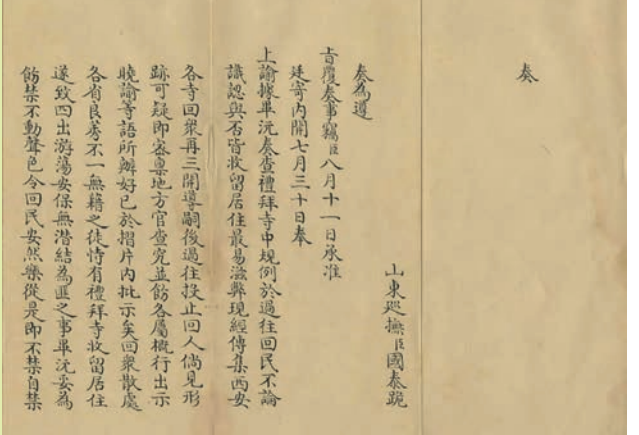 奏
山東廵撫臣國泰跪
奏為遵
旨覆奏事竊臣八月十一日承准
廷寄內開七月三十日奉
上諭據畢沅奏查禮拜寺中規例於過往回民不論
識認與否皆收留居住最易滋弊現經傳集西安
各寺回衆再三開導嗣後過往投止回人倘見形
跡可疑即密稟地方官查究並飭各屬概行出示
曉諭等語所辦好已於摺片內批示矣回衆散處
各省良莠不一無籍之徒恃有禮拜寺收留居住
遂致四出游蕩安保無潛結為匪之事畢沅妥為
飭禁不動聲色令回民安然樂從是即不禁自禁